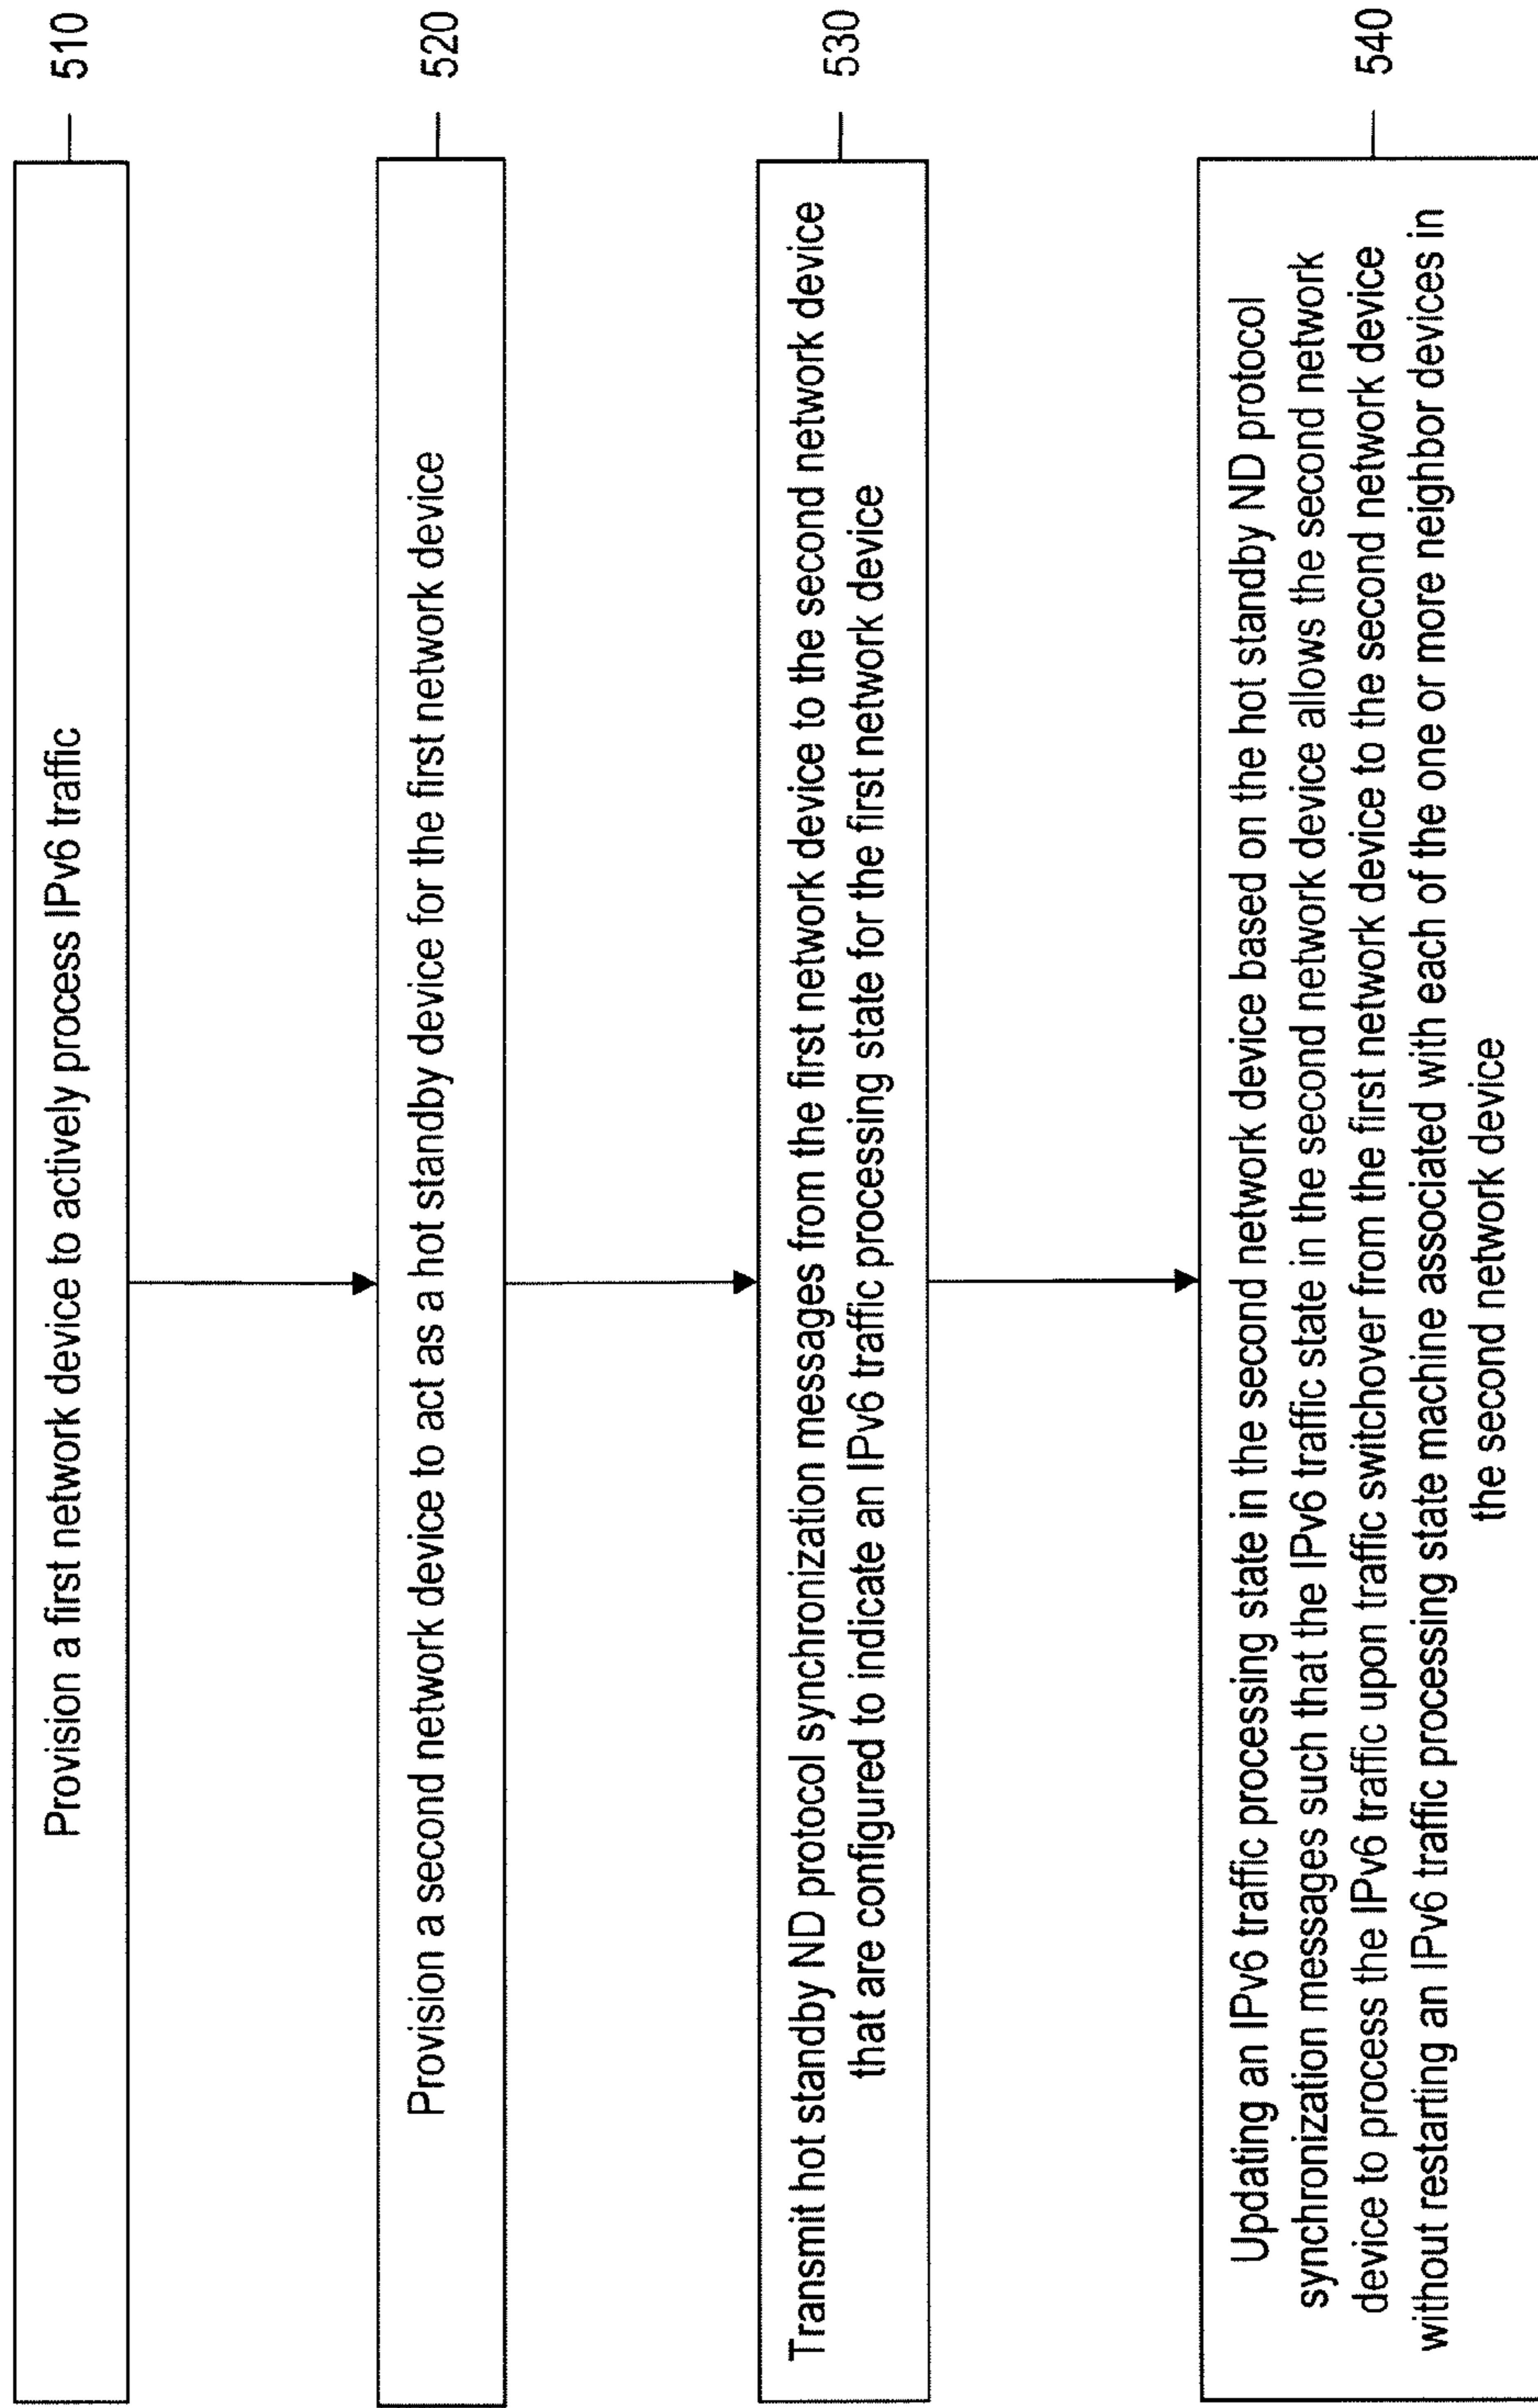 Provision a first network device to actively process IPv6 traffic
510
Provision a second network device to act as a hot standby device for the first network device
520
Transmit hot standby ND protocol synchronization messages from the first network device to the second network device
that are configured to indicate an IPv6 traffic processing state for the first network device
530
Updating an IPv6 traffic processing state in the second network device based on the hot standby ND protocol
synchronization messages such that the IPv6 traffic state in the second network device allows the second network
device to process the IPv6 traffic upon traffic switchover from the first network device to the second network device
without restarting an IPv6 traffic processing state machine associated with each of the one or more neighbor devices in
the second network device
540